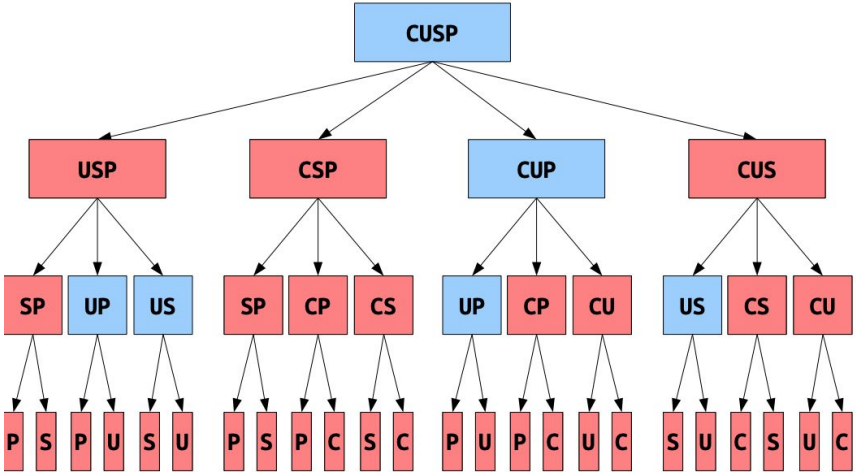 CUSP
USP CSP CUP CUS
SP UP US SP CP CS UP CP CU US CS CU
P S P U S U P S P C S C P U P C U C S U C S U C